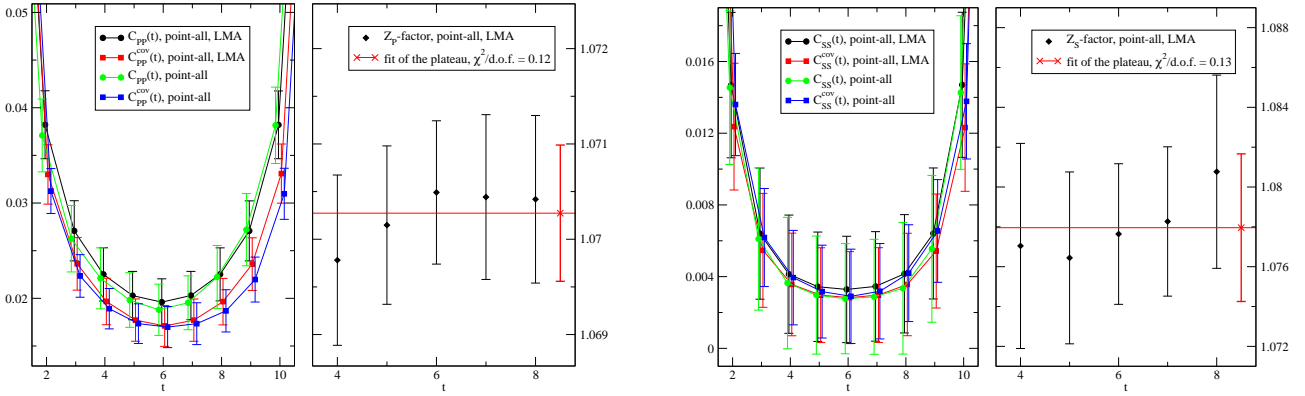 0.05
0.04
0.03
0.02
2 4 6 8 10
t
C_PP(t), point-all, LMA
C_PP^cov(t), point-all, LMA
C_PP(t), point-all
C_PP^cov(t), point-all
Z_P-factor, point-all, LMA
fit of the plateau, χ²/d.o.f. = 0.12
1.072
1.071
1.07
1.069
4 6 8
t
0.016
0.012
0.008
0.004
0
2 4 6 8 10
t
C_SS(t), point-all, LMA
C_SS^cov(t), point-all, LMA
C_SS(t), point-all
C_SS^cov(t), point-all
Z_S-factor, point-all, LMA
fit of the plateau, χ²/d.o.f. = 0.13
1.088
1.084
1.08
1.076
1.072
4 6 8
t